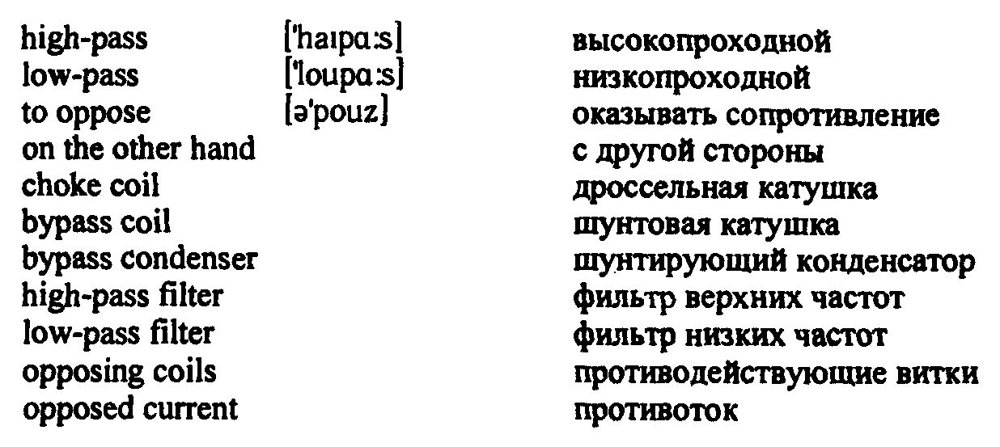 high-pass ['haɪpɑ:s] высокопроходной
low-pass ['loupɑ:s] низкопроходной
to oppose [ə'pouz] оказывать сопротивление
on the other hand с другой стороны
choke coil дроссельная катушка
bypass coil шунтовая катушка
bypass condenser шунтирующий конденсатор
high-pass filter фильтр верхних частот
low-pass filter фильтр низких частот
opposing coils противодействующие витки
opposed current противоток